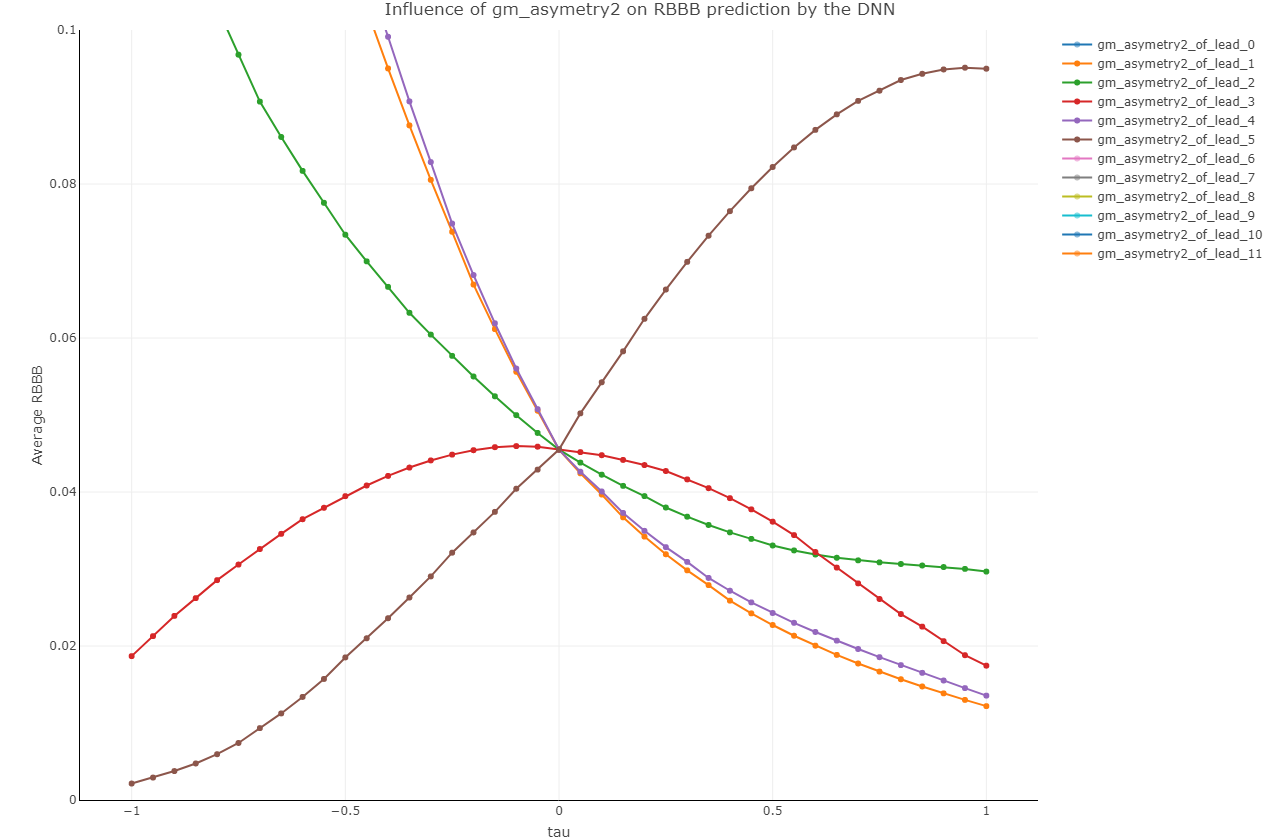 Influence of gm_asymetry2 on RBBB prediction by the DNN
0.1
0.08
0.06
0.04
0.02
0
Average RBBB
−1
−0.5
0
0.5
1
tau
gm_asymetry2_of_lead_0
gm_asymetry2_of_lead_1
gm_asymetry2_of_lead_2
gm_asymetry2_of_lead_3
gm_asymetry2_of_lead_4
gm_asymetry2_of_lead_5
gm_asymetry2_of_lead_6
gm_asymetry2_of_lead_7
gm_asymetry2_of_lead_8
gm_asymetry2_of_lead_9
gm_asymetry2_of_lead_10
gm_asymetry2_of_lead_11